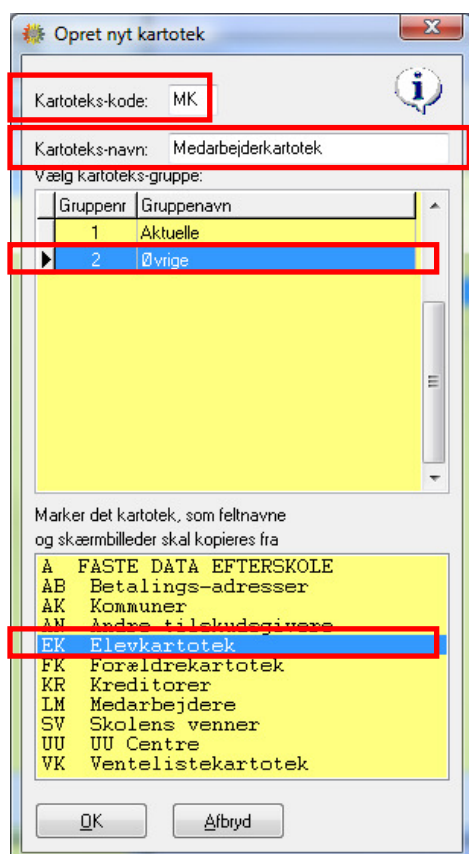 Opret nyt kartotek
Kartoteks-kode: MK
Kartoteks-navn: Medarbejderkartotek
Vælg kartoteks-gruppe:
Gruppenr Gruppenavn
1 Aktuelle
2 Øvrige
Marker det kartotek, som feltnavne
og skærmbilleder skal kopieres fra
A FASTE DATA EFTERSKOLE
AB Betalings-adresser
AK Kommuner
AN Andre tilskudsgivere
EK Elevkartotek
FK Forældrekartotek
KR Kreditorer
LM Medarbejdere
SV Skolens venner
UU UU Centre
VK Ventelistekartotek
OK Afbryd